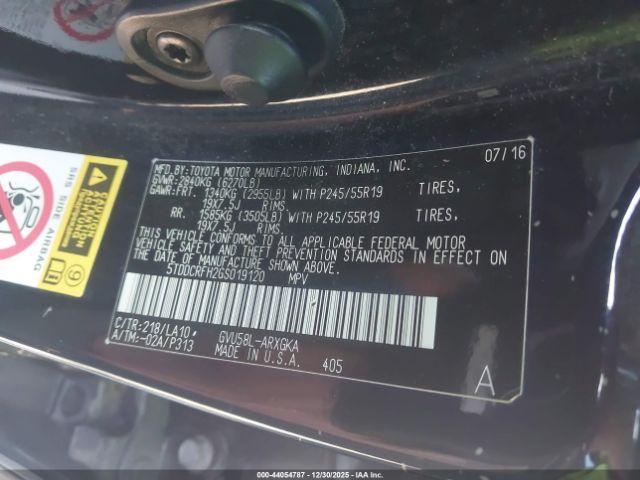 MFD.BY:TOYOTA MOTOR MANUFACTURING, INDIANA, INC. 07/16
GVWR:2840KG (6270LB)
GAWR:FRT. 1340KG (2955LB) WITH P245/55R19 TIRES,
19X7.5J RIMS
RR. 1585KG (3505LB) WITH P245/55R19 TIRES,
19X7.5J RIMS
THIS VEHICLE CONFORMS TO ALL APPLICABLE FEDERAL MOTOR
VEHICLE SAFETY AND THEFT PREVENTION STANDARDS IN EFFECT
ON THE DATE OF MANUFACTURE SHOWN ABOVE.
5TDDCRFH2GS019120 MPV
C/TR:218/LA10, GVU58L-ARXGKA
A/TM:-02A/P313 MADE IN U.S.A. 405
A
SRS SIDE AIRBAG
9
000-44054787 - 12/30/2025 - COPYRIGHT IAA, LLC.